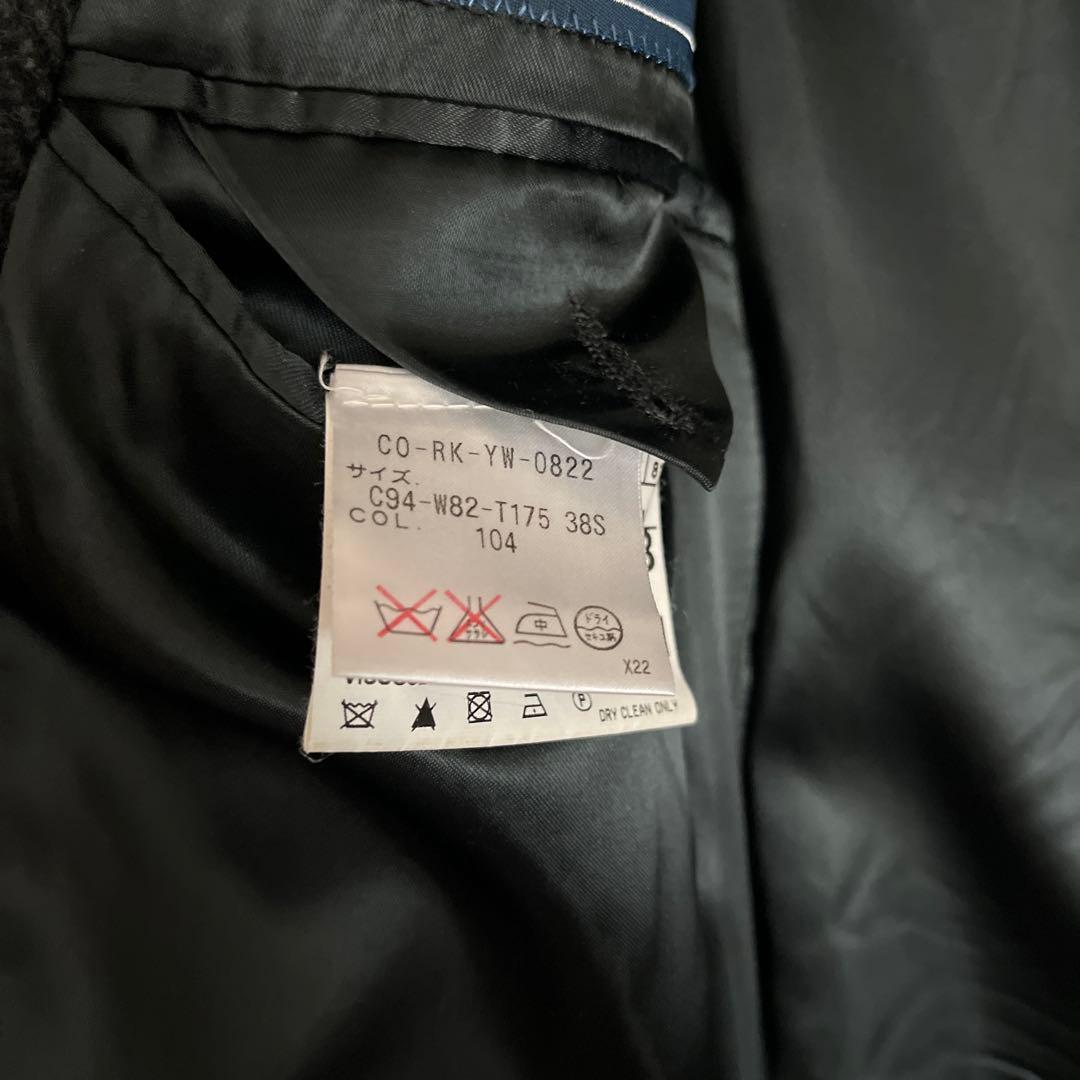 CO-RK-YW-0822
サイズ.
C94-W82-T175 38S
COL.
104
ドライ
セキユ系
X22
P
DRY CLEAN ONLY